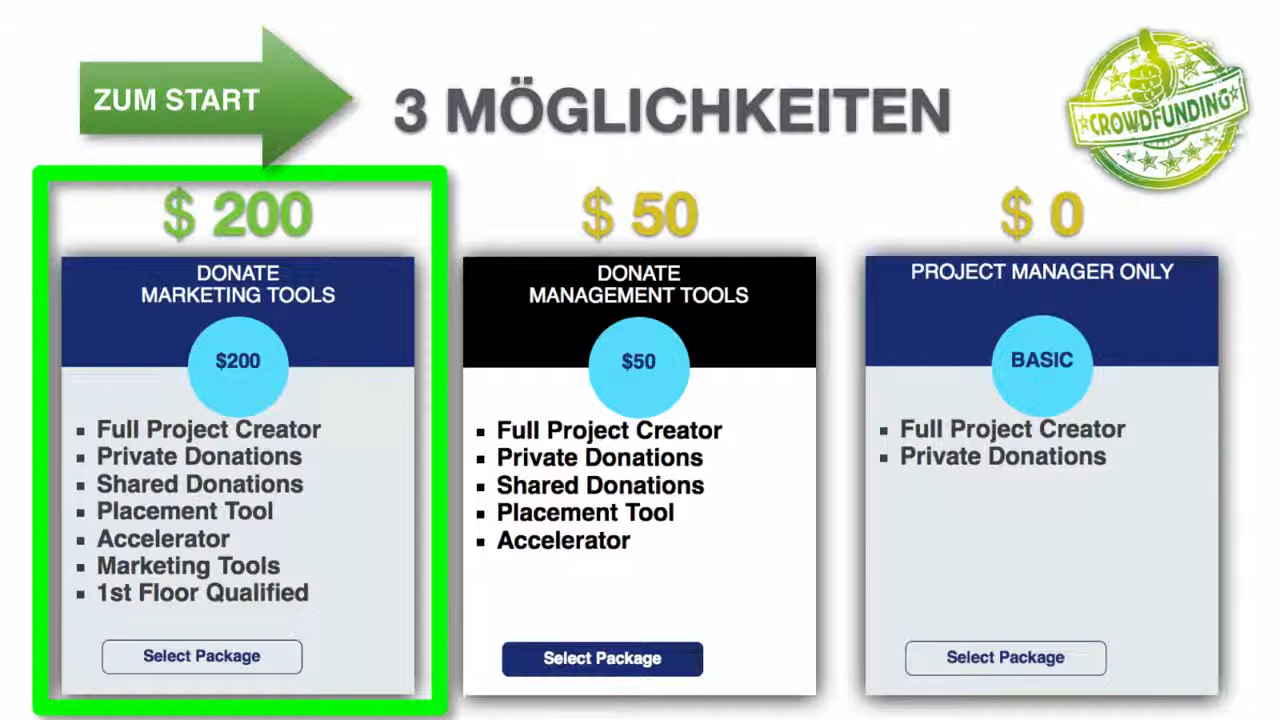 ZUM START
3 MÖGLICHKEITEN
CROWDFUNDING
$ 200
DONATE
MARKETING TOOLS
$200
Full Project Creator
Private Donations
Shared Donations
Placement Tool
Accelerator
Marketing Tools
1st Floor Qualified
Select Package
$ 50
DONATE
MANAGEMENT TOOLS
$50
Full Project Creator
Private Donations
Shared Donations
Placement Tool
Accelerator
Select Package
$ 0
PROJECT MANAGER ONLY
BASIC
Full Project Creator
Private Donations
Select Package